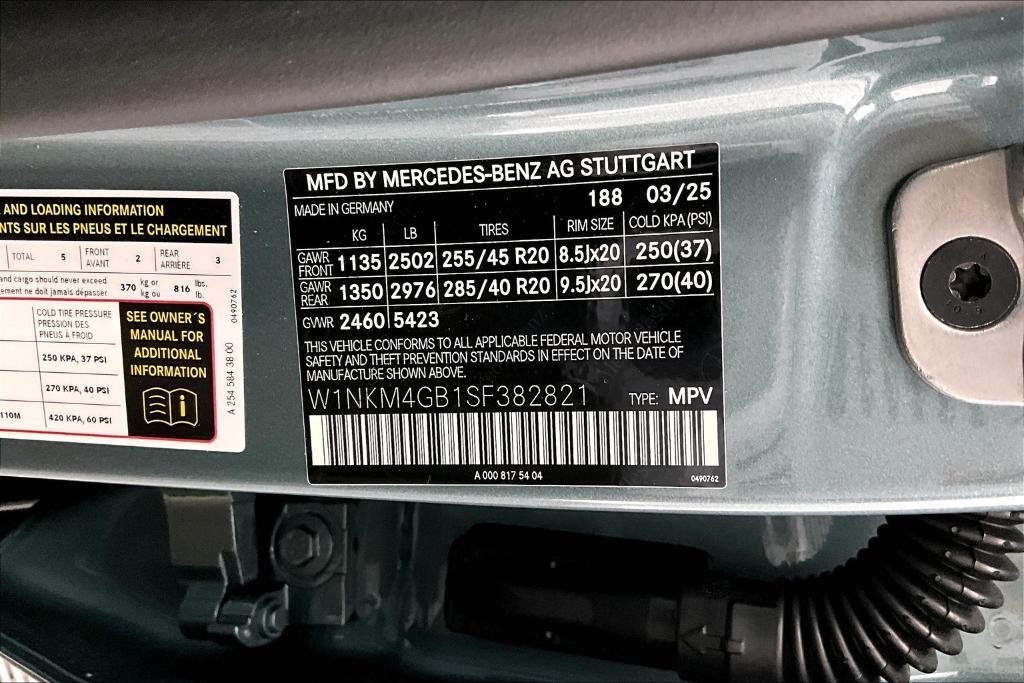 AND LOADING INFORMATION
NTS SUR LES PNEUS ET LE CHARGEMENT
TOTAL 5 FRONT AVANT 2 REAR ARRIÈRE 3
and cargo should never exceed 370 kg or 816 lbs.
gement ne doit jamais dépasser kg ou lb.
COLD TIRE PRESSURE
PRESSION DES
PNEUS À FROID
250 KPA, 37 PSI
270 KPA, 40 PSI
110M 420 KPA, 60 PSI
SEE OWNER´S
MANUAL FOR
ADDITIONAL
INFORMATION
0490762
A 254 584 38 00
MFD BY MERCEDES-BENZ AG STUTTGART
MADE IN GERMANY 188 03/25
KG LB TIRES RIM SIZE COLD KPA(PSI)
GAWR FRONT 1135 2502 255/45 R20 8.5Jx20 250(37)
GAWR REAR 1350 2976 285/40 R20 9.5Jx20 270(40)
GVWR 2460 5423
THIS VEHICLE CONFORMS TO ALL APPLICABLE FEDERAL MOTOR VEHICLE
SAFETY AND THEFT PREVENTION STANDARDS IN EFFECT ON THE DATE OF
MANUFACTURE SHOWN ABOVE.
W1NKM4GB1SF382821 TYPE: MPV
A 000 817 54 04
0490762